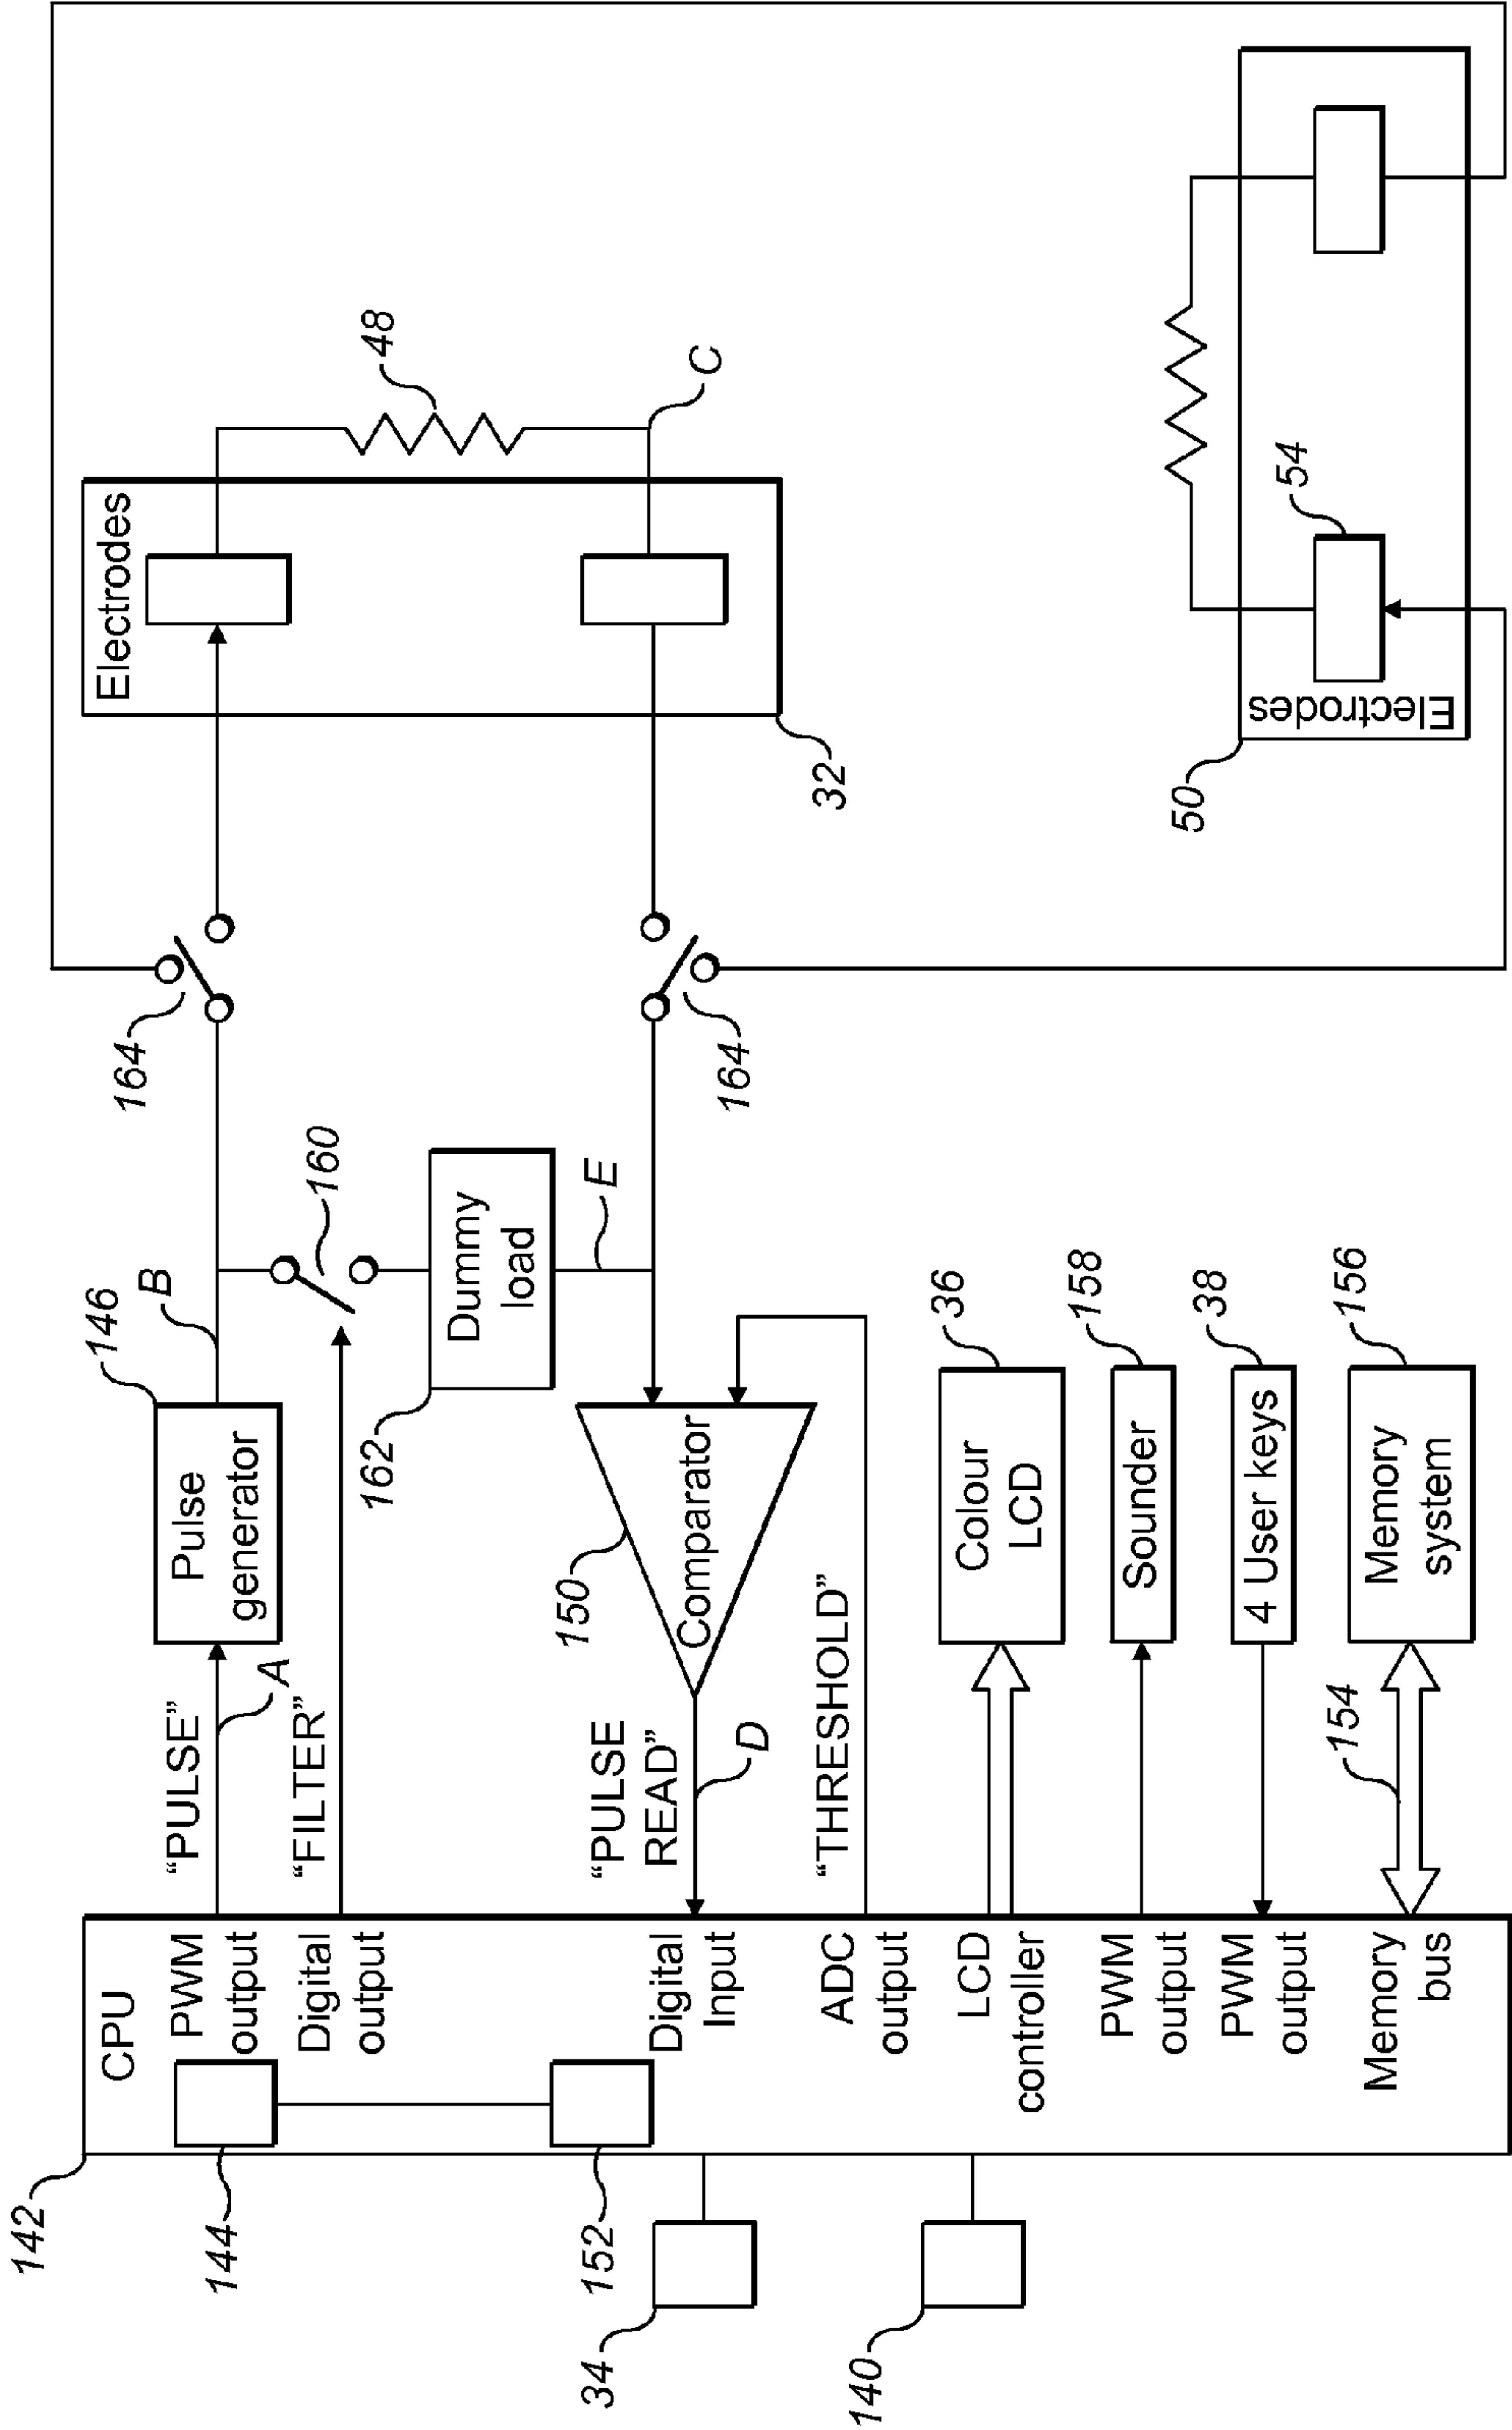 142
CPU
144
PWM
output
Digital
output
152
Digital
Input
34
ADC
output
LCD
controller
140
PWM
output
PWM
output
Memory
bus
“PULSE”
A
“FILTER”
“PULSE
READ”
D
“THRESHOLD”
154
146
Pulse
generator
B
160
162
Dummy
load
E
150
Comparator
36
Colour
LCD
158
Sounder
38
4 User keys
156
Memory
system
164
164
Electrodes
32
48
C
50
Electrodes
54